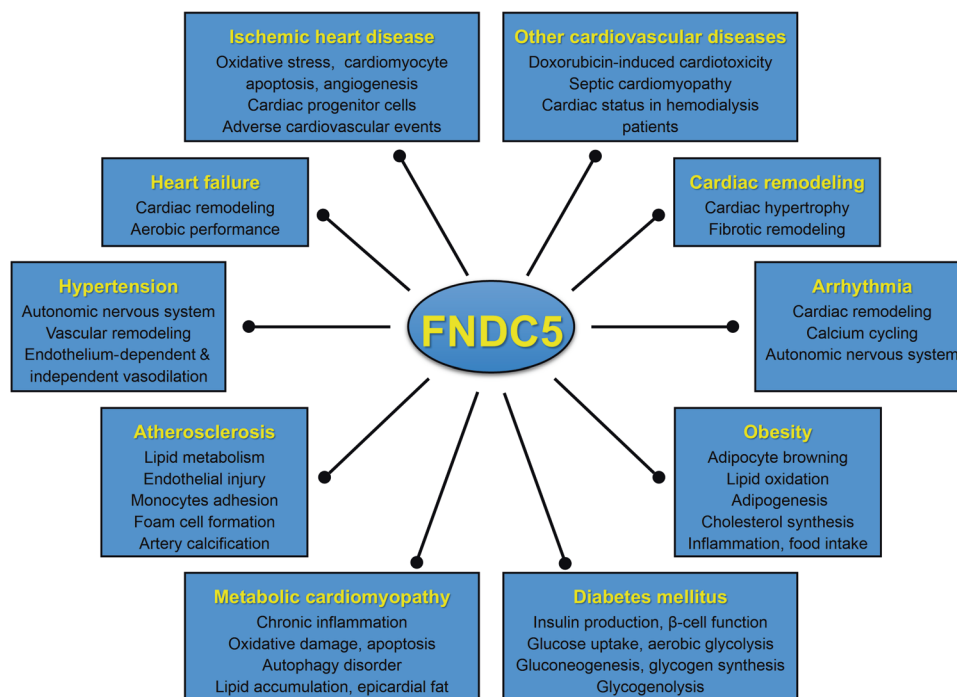 Ischemic heart disease
Oxidative stress, cardiomyocyte
apoptosis, angiogenesis
Cardiac progenitor cells
Adverse cardiovascular events
Other cardiovascular diseases
Doxorubicin-induced cardiotoxicity
Septic cardiomyopathy
Cardiac status in hemodialysis
patients
Heart failure
Cardiac remodeling
Aerobic performance
Cardiac remodeling
Cardiac hypertrophy
Fibrotic remodeling
Hypertension
Autonomic nervous system
Vascular remodeling
Endothelium-dependent &
independent vasodilation
FNDC5
Arrhythmia
Cardiac remodeling
Calcium cycling
Autonomic nervous system
Atherosclerosis
Lipid metabolism
Endothelial injury
Monocytes adhesion
Foam cell formation
Artery calcification
Obesity
Adipocyte browning
Lipid oxidation
Adipogenesis
Cholesterol synthesis
Inflammation, food intake
Metabolic cardiomyopathy
Chronic inflammation
Oxidative damage, apoptosis
Autophagy disorder
Lipid accumulation, epicardial fat
Diabetes mellitus
Insulin production, β-cell function
Glucose uptake, aerobic glycolysis
Gluconeogenesis, glycogen synthesis
Glycogenolysis